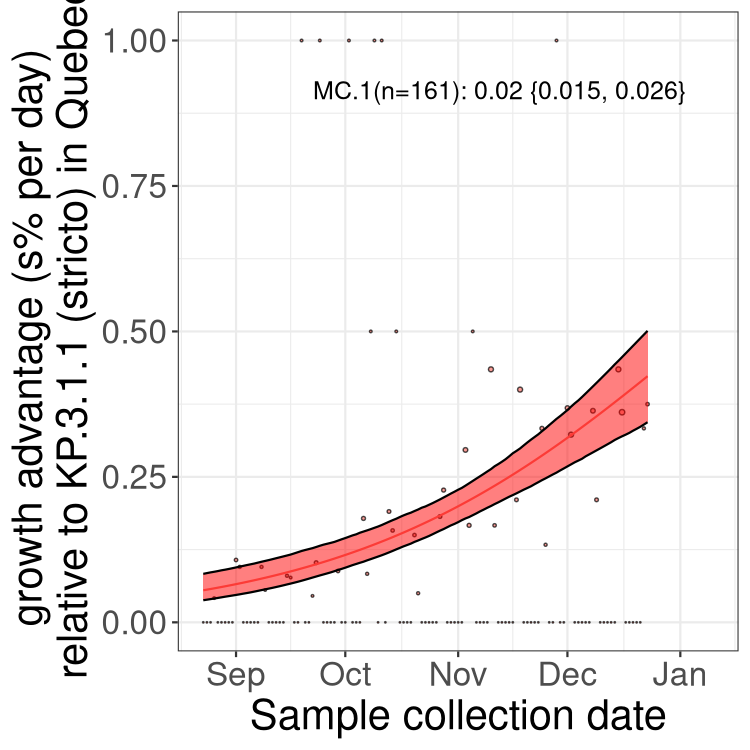 growth advantage (s% per day)
relative to KP.3.1.1 (stricto) in Quebec
1.00
0.75
0.50
0.25
0.00
MC.1(n=161): 0.02 {0.015, 0.026}
Sep Oct Nov Dec Jan
Sample collection date